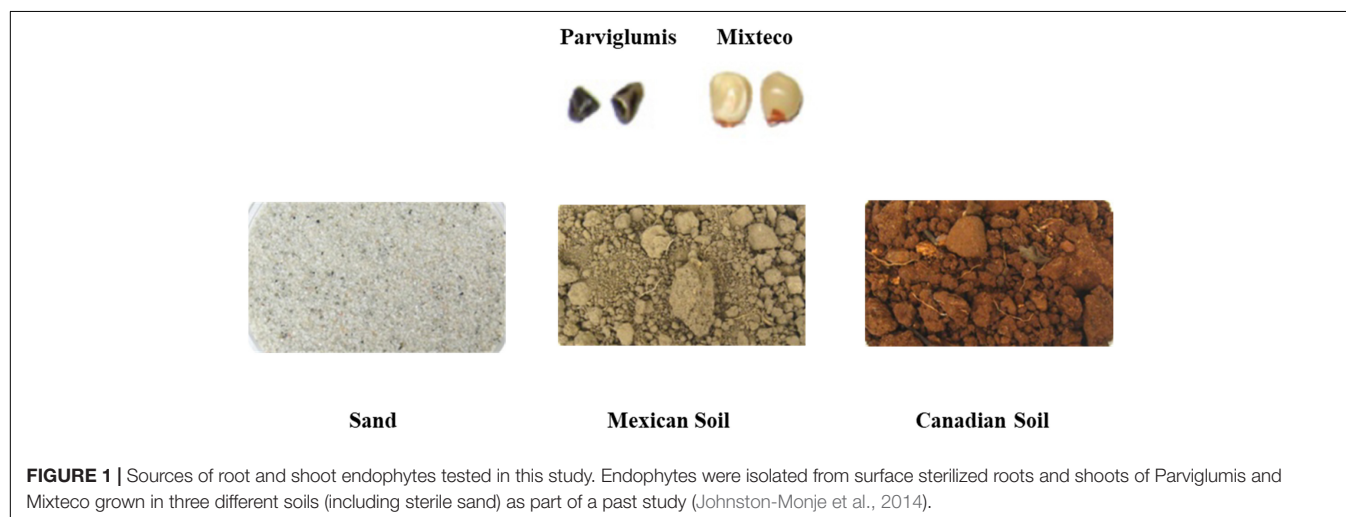 Parviglumis Mixteco
Sand Mexican Soil Canadian Soil
FIGURE 1 | Sources of root and shoot endophytes tested in this study. Endophytes were isolated from surface sterilized roots and shoots of Parviglumis and
Mixteco grown in three different soils (including sterile sand) as part of a past study (Johnston-Monje et al., 2014).